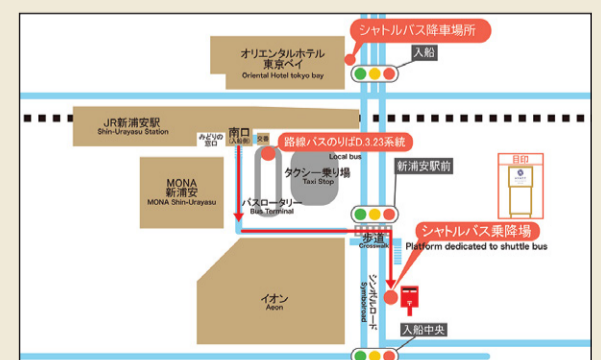 シャトルバス降車場所
オリエンタルホテル
東京ベイ
Oriental Hotel tokyo bay
入船
JR新浦安駅
Shin-Urayasu Station
みどりの
窓口
南口
(入船側)
交番
路線バスのりばD.3.23系統
Local bus
タクシー乗り場
Taxi Stop
新浦安駅前
目印
MONA
新浦安
MONA Shin-Urayasu
バスロータリー
Bus Terminal
歩道
Crosswalk
シャトルバス乗降場
Platform dedicated to shuttle bus
イオン
Aeon
シンボルロード
Symbolroad
〒
入船中央